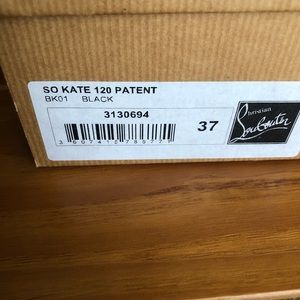 SO KATE 120 PATENT
BK01 BLACK
3130694
37
Christian
Louboutin